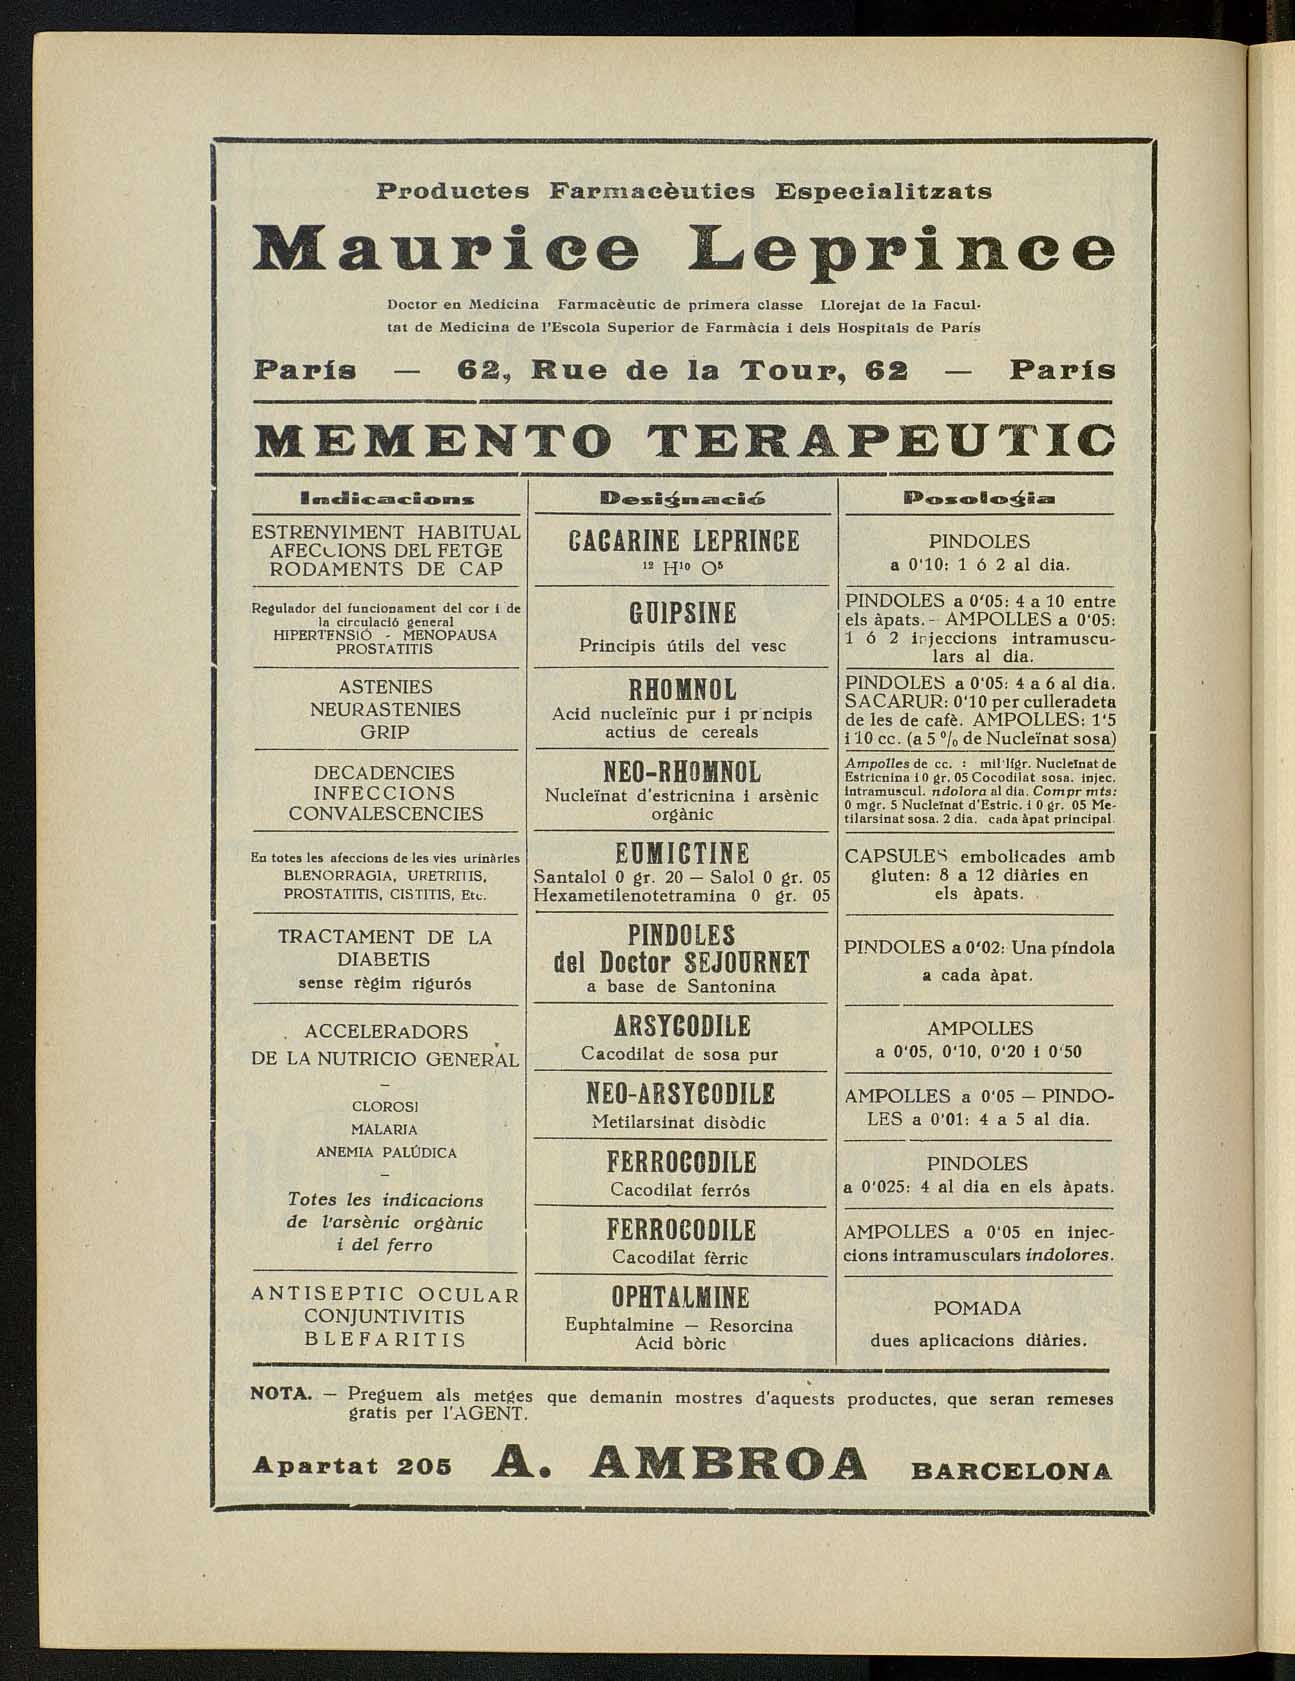 Productes Farmacèutics Especialitzats
Maurice Leprince
Doctor en Medicina Farmacèutic de primera classe Llorejat de la Facul-
tat de Medicina de l'Escola Superior de Farmàcia i dels Hospitals de París
París — 62, Rue de la Tour, 62 — París
MEMENTO TERAPEUTIC
Indicacions
Designació
Posología
ESTRENYIMENT HABITUAL
AFECCIONS DEL FETGE
RODAMENTS DE CAP
CACARINE LEPRINCE
¹² H¹⁰ O⁵
PINDOLES
a 0'10: 1 ó 2 al dia.
Regulador del funcionament del cor i de
la circulació general
HIPERTENSIÓ - MENOPAUSA
PROSTATITIS
GUIPSINE
Principis útils del vesc
PINDOLES a 0'05: 4 a 10 entre
els àpats. - AMPOLLES a 0'05:
1 ó 2 injeccions intramuscu-
lars al dia.
ASTENIES
NEURASTENIES
GRIP
RHOMNOL
Acid nucleïnic pur i pr ncipis
actius de cereals
PINDOLES a 0'05: 4 a 6 al dia.
SACARUR: 0'10 per culleradeta
de les de cafè. AMPOLLES: 1'5
i 10 cc. (a 5 % de Nucleïnat sosa)
DECADENCIES
INFECCIONS
CONVALESCENCIES
NEO-RHOMNOL
Nucleïnat d'estricnina i arsènic
orgànic
Ampolles de cc. : mil·lígr. Nucleïnat de
Estricnina i 0 gr. 05 Cocodilat sosa. injec.
intramuscul. ndolora al dia. Compr mts:
0 mgr. 5 Nucleïnat d'Estric. i 0 gr. 05 Me-
tilarsinat sosa. 2 dia. cada àpat principal.
En totes les afeccions de les vies urinàries
BLENORRAGIA, URETRITIS,
PROSTATITIS, CISTITIS, Etc.
EUMICTINE
Santalol 0 gr. 20 — Salol 0 gr. 05
Hexametilenotetramina 0 gr. 05
CAPSULES embolicades amb
gluten: 8 a 12 diàries en
els àpats.
TRACTAMENT DE LA
DIABETIS
sense règim rigurós
PINDOLES
del Doctor SEJOURNET
a base de Santonina
PINDOLES a 0'02: Una píndola
a cada àpat.
ACCELERADORS
DE LA NUTRICIO GENERAL
–
CLOROSI
MALARIA
ANEMIA PALÚDICA
–
Totes les indicacions
de l'arsènic orgànic
i del ferro
ARSYCODILE
Cacodilat de sosa pur
AMPOLLES
a 0'05, 0'10, 0'20 i 0'50
NEO-ARSYCODILE
Metilarsinat disòdic
AMPOLLES a 0'05 — PINDO-
LES a 0'01: 4 a 5 al dia.
FERROCODILE
Cacodilat ferrós
PINDOLES
a 0'025: 4 al dia en els àpats.
FERROCODILE
Cacodilat fèrric
AMPOLLES a 0'05 en injec-
cions intramusculars indolores.
ANTISEPTIC OCULAR
CONJUNTIVITIS
BLEFARITIS
OPHTALMINE
Euphtalmine — Resorcina
Acid bòric
POMADA
dues aplicacions diàries.
NOTA. — Preguem als metges que demanin mostres d'aquests productes, que seran remeses
gratis per l'AGENT.
Apartat 205 A. AMBROA BARCELONA